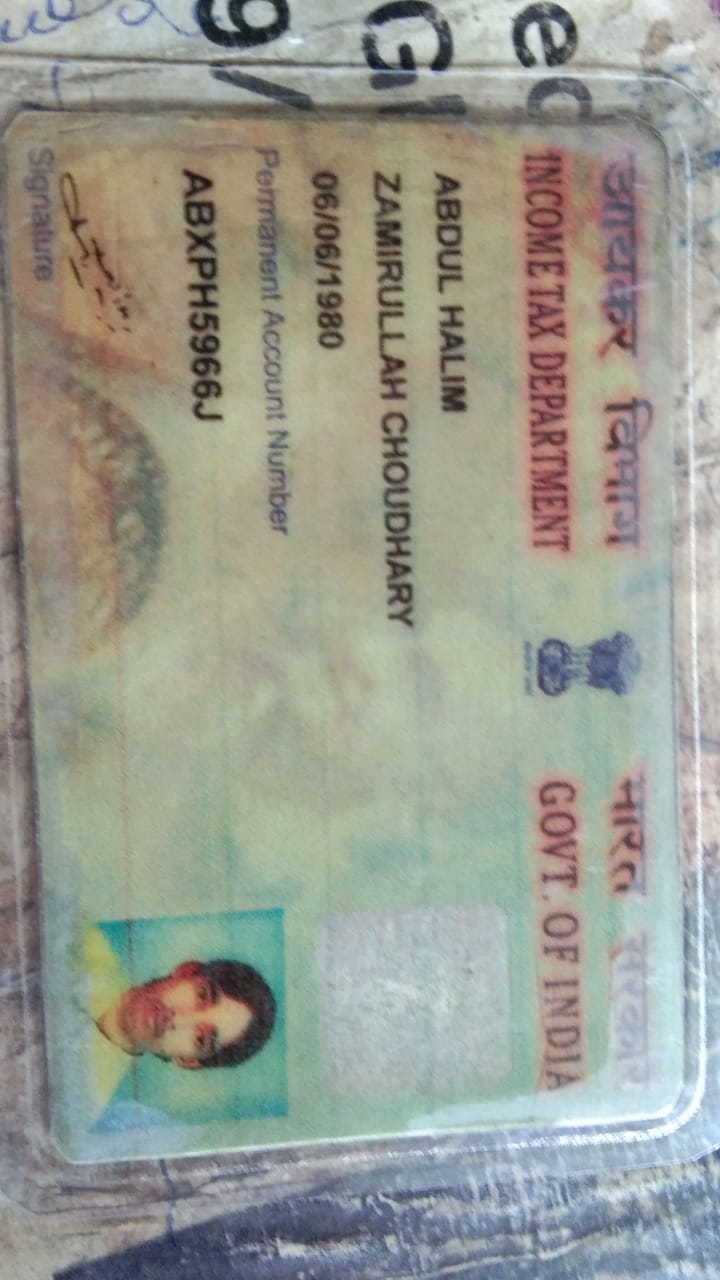 आयकर विभाग
INCOME TAX DEPARTMENT
भारत सरकार
GOVT. OF INDIA
ABDUL HALIM
ZAMIRULLAH CHOUDHARY
06/06/1980
Permanent Account Number
ABXPH5966J
Signature